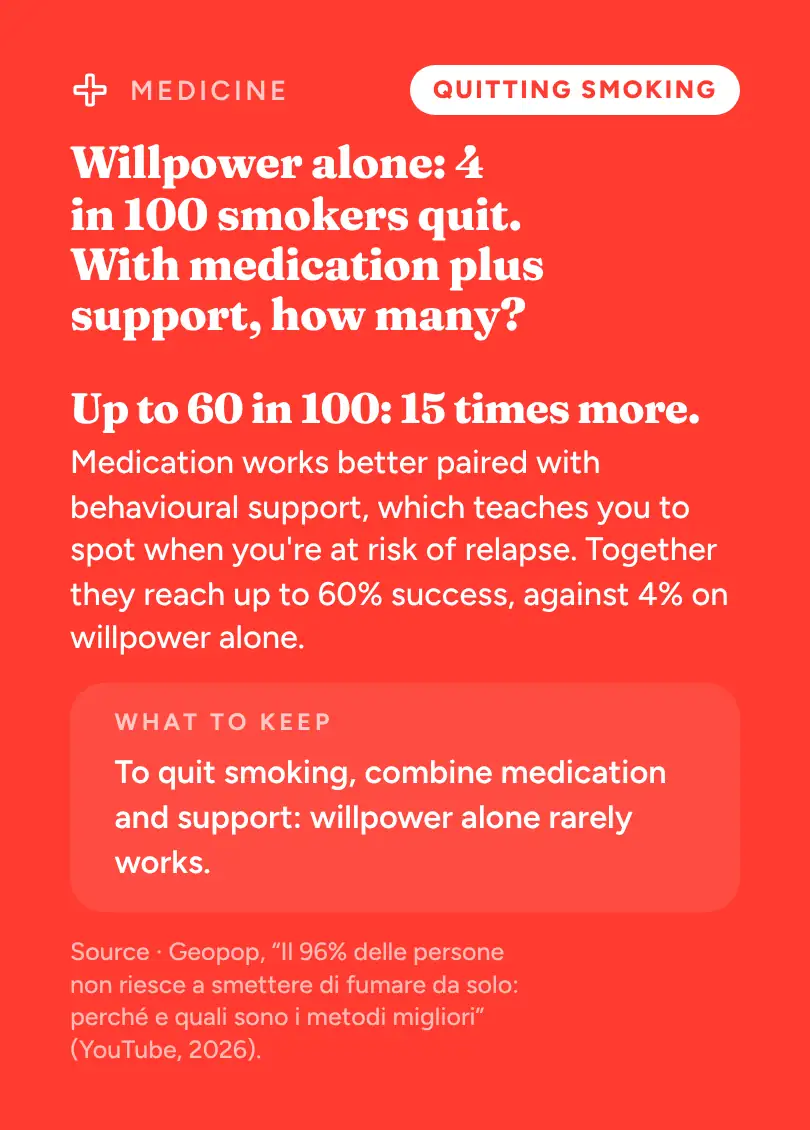 MEDICINE
QUITTING SMOKING
Willpower alone: 4
in 100 smokers quit.
With medication plus
support, how many?
Up to 60 in 100: 15 times more.
Medication works better paired with
behavioural support, which teaches you to
spot when you're at risk of relapse. Together
they reach up to 60% success, against 4% on
willpower alone.
WHAT TO KEEP
To quit smoking, combine medication
and support: willpower alone rarely
works.
Source · Geopop, “Il 96% delle persone
non riesce a smettere di fumare da solo:
perché e quali sono i metodi migliori”
(YouTube, 2026).